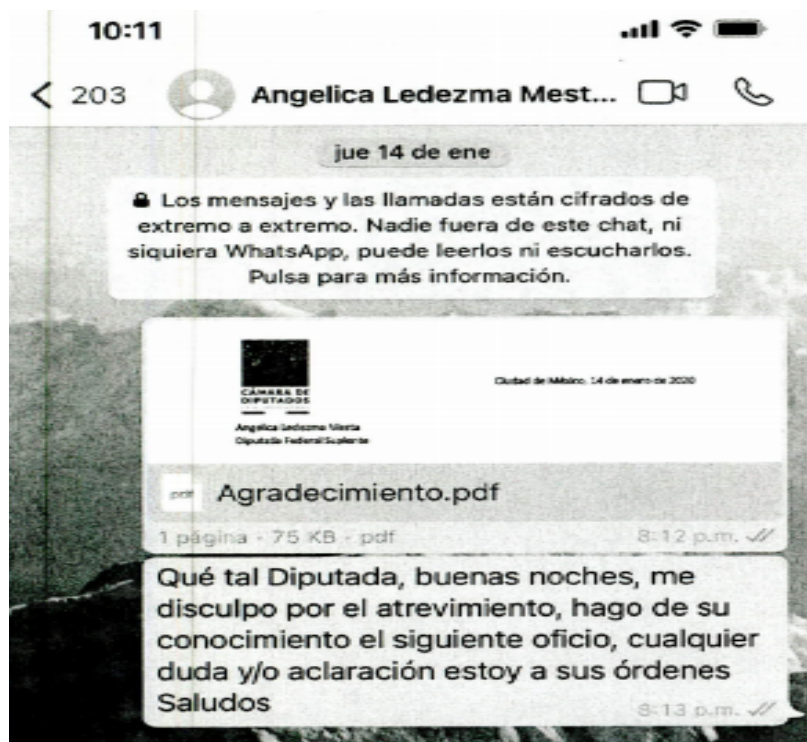 10:11
203
Angelica Ledezma Mest...
jue 14 de ene
Los mensajes y las llamadas están cifrados de
extremo a extremo. Nadie fuera de este chat, ni
siquiera WhatsApp, puede leerlos ni escucharlos.
Pulsa para más información.
CÁMARA DE
DIPUTADOS
Ciudad de México, 14 de enero de 2020
Angelica Ledezma Mesta
Diputada Federal Suplente
pdf
Agradecimiento.pdf
1 página · 75 KB · pdf
8:12 p.m.
Qué tal Diputada, buenas noches, me
disculpo por el atrevimiento, hago de su
conocimiento el siguiente oficio, cualquier
duda y/o aclaración estoy a sus órdenes
Saludos
8:13 p.m.